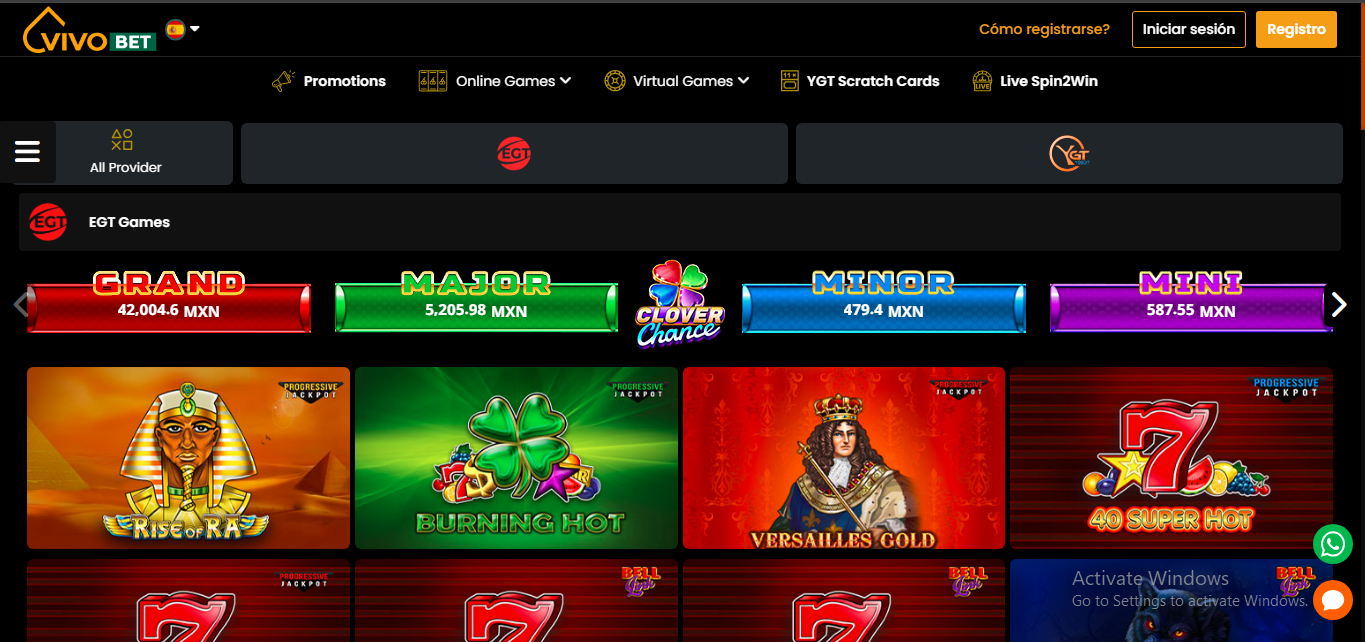 VIVO BET
Cómo registrarse?
Iniciar sesión
Registro
Promotions
Online Games
Virtual Games
YGT Scratch Cards
Live Spin2Win
All Provider
EGT
YGT
EGT
EGT Games
GRAND
42,004.6 MXN
MAJOR
5,205.98 MXN
CLOVER
Chance
MINOR
479.4 MXN
MINI
587.55 MXN
PROGRESSIVE
JACKPOT
RISE OF RA
PROGRESSIVE
JACKPOT
BURNING HOT
PROGRESSIVE
JACKPOT
VERSAILLES GOLD
PROGRESSIVE
JACKPOT
7
40 SUPER HOT
PROGRESSIVE
JACKPOT
7
BELL
Link
7
BELL
Link
7
BELL
Link
Activate Windows
Go to Settings to activate Windows.